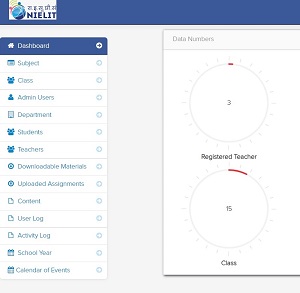 रा.इ.सू.प्रौ.सं
NIELIT
Dashboard
Subject
Class
Admin Users
Department
Students
Teachers
Downloadable Materials
Uploaded Assignments
Content
User Log
Activity Log
School Year
Calendar of Events
Data Numbers
3
Registered Teacher
15
Class